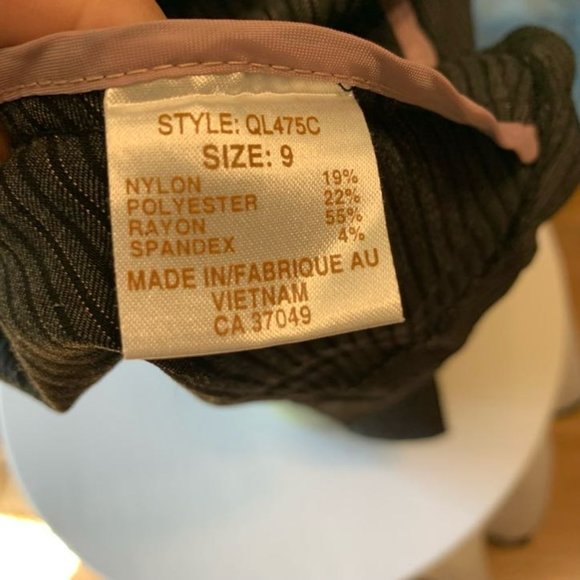 STYLE: QL475C
SIZE: 9
NYLON 19%
POLYESTER 22%
RAYON 55%
SPANDEX 4%
MADE IN/FABRIQUE AU
VIETNAM
CA 37049